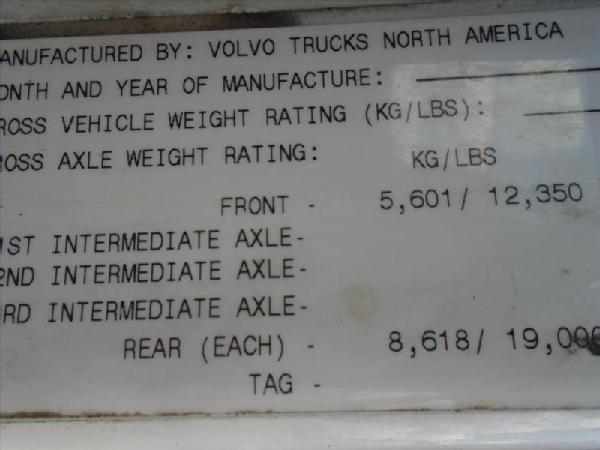 ANUFACTURED BY: VOLVO TRUCKS NORTH AMERICA
ONTH AND YEAR OF MANUFACTURE:
ROSS VEHICLE WEIGHT RATING (KG/LBS):
ROSS AXLE WEIGHT RATING: KG/LBS
FRONT - 5,601/ 12,350
1ST INTERMEDIATE AXLE-
2ND INTERMEDIATE AXLE-
RD INTERMEDIATE AXLE-
REAR (EACH) - 8,618/ 19,000
TAG -